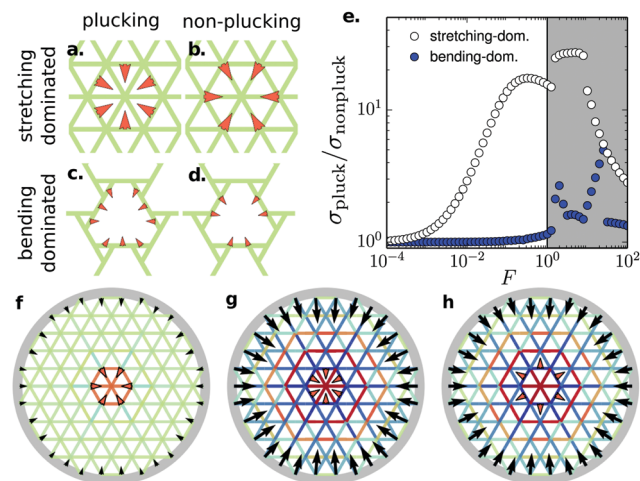 plucking non-plucking
a. b.
stretching dominated
c. d.
bending dominated
e.
stretching-dom.
bending-dom.
σpluck/σnonpluck
10¹
10⁰
10⁻⁴ 10⁻² 10⁰ 10²
F
f g h